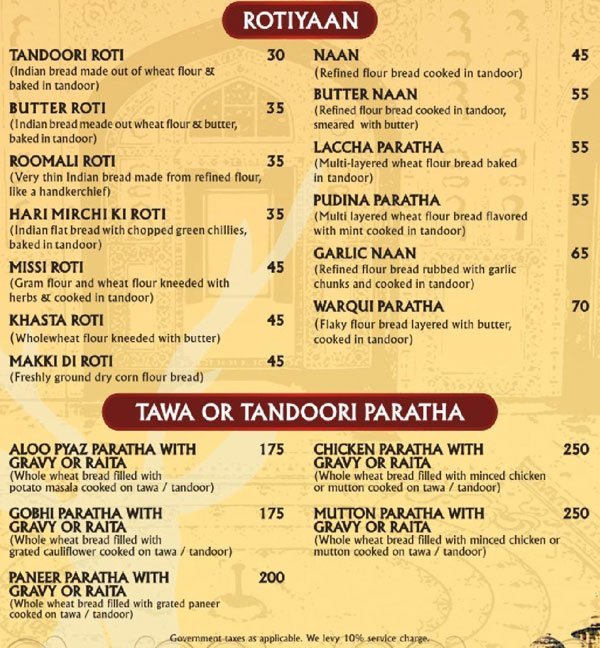 ROTIYAAN
TANDOORI ROTI 30
(Indian bread made out of wheat flour &
baked in tandoor)
BUTTER ROTI 35
(Indian bread meade out wheat flour & butter,
baked in tandoor)
ROOMALI ROTI 35
(Very thin Indian bread made from refined flour,
like a handkerchief)
HARI MIRCHI KI ROTI 35
(Indian flat bread with chopped green chillies,
baked in tandoor)
MISSI ROTI 45
(Gram flour and wheat flour kneeded with
herbs & cooked in tandoor)
KHASTA ROTI 45
(Wholewheat flour kneeded with butter)
MAKKI DI ROTI 45
(Freshly ground dry corn flour bread)
NAAN 45
(Refined flour bread cooked in tandoor)
BUTTER NAAN 55
(Refined flour bread cooked in tandoor,
smeared with butter)
LACCHA PARATHA 55
(Multi-layered wheat flour bread baked
in tandoor)
PUDINA PARATHA 55
(Multi layered wheat flour bread flavored
with mint cooked in tandoor)
GARLIC NAAN 65
(Refined flour bread rubbed with garlic
chunks and cooked in tandoor)
WARQUI PARATHA 70
(Flaky flour bread layered with butter,
cooked in tandoor)
TAWA OR TANDOORI PARATHA
ALOO PYAZ PARATHA WITH 175
GRAVY OR RAITA
(Whole wheat bread filled with
potato masala cooked on tawa / tandoor)
GOBHI PARATHA WITH 175
GRAVY OR RAITA
(Whole wheat bread filled with
grated cauliflower cooked on tawa / tandoor)
PANEER PARATHA WITH 200
GRAVY OR RAITA
(Whole wheat bread filled with grated paneer
cooked on tawa / tandoor)
CHICKEN PARATHA WITH 250
GRAVY OR RAITA
(Whole wheat bread filled with minced chicken
or mutton cooked on tawa / tandoor)
MUTTON PARATHA WITH 250
GRAVY OR RAITA
(Whole wheat bread filled with minced chicken or
mutton cooked on tawa / tandoor)
Government taxes as applicable. We levy 10% service charge.